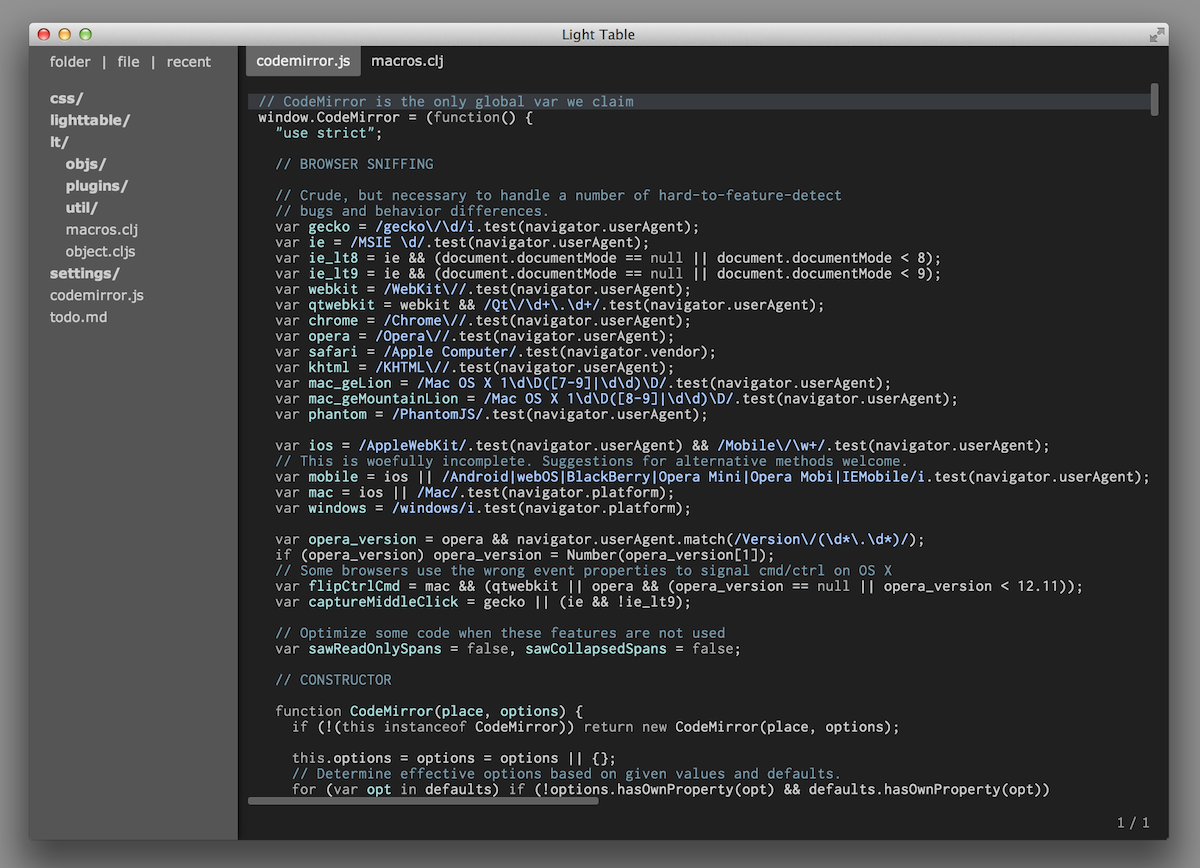 Light Table
folder | file | recent
css/
lighttable/
lt/
objs/
plugins/
util/
macros.clj
object.cljs
settings/
codemirror.js
todo.md
codemirror.js macros.clj
// CodeMirror is the only global var we claim
window.CodeMirror = (function() {
  "use strict";

  // BROWSER SNIFFING

  // Crude, but necessary to handle a number of hard-to-feature-detect
  // bugs and behavior differences.
  var gecko = /gecko\/\d/i.test(navigator.userAgent);
  var ie = /MSIE \d/.test(navigator.userAgent);
  var ie_lt8 = ie && (document.documentMode == null || document.documentMode < 8);
  var ie_lt9 = ie && (document.documentMode == null || document.documentMode < 9);
  var webkit = /WebKit\//.test(navigator.userAgent);
  var qtwebkit = webkit && /Qt\/\d+\.\d+/.test(navigator.userAgent);
  var chrome = /Chrome\//.test(navigator.userAgent);
  var opera = /Opera\//.test(navigator.userAgent);
  var safari = /Apple Computer/.test(navigator.vendor);
  var khtml = /KHTML\//.test(navigator.userAgent);
  var mac_geLion = /Mac OS X 1\d\D([7-9]|\d\d)\D/.test(navigator.userAgent);
  var mac_geMountainLion = /Mac OS X 1\d\D([8-9]|\d\d)\D/.test(navigator.userAgent);
  var phantom = /PhantomJS/.test(navigator.userAgent);

  var ios = /AppleWebKit/.test(navigator.userAgent) && /Mobile\/\w+/.test(navigator.userAgent);
  // This is woefully incomplete. Suggestions for alternative methods welcome.
  var mobile = ios || /Android|webOS|BlackBerry|Opera Mini|Opera Mobi|IEMobile/i.test(navigator.userAgent);
  var mac = ios || /Mac/.test(navigator.platform);
  var windows = /windows/i.test(navigator.platform);

  var opera_version = opera && navigator.userAgent.match(/Version\/(\d*\.\d*)/);
  if (opera_version) opera_version = Number(opera_version[1]);
  // Some browsers use the wrong event properties to signal cmd/ctrl on OS X
  var flipCtrlCmd = mac && (qtwebkit || opera && (opera_version == null || opera_version < 12.11));
  var captureMiddleClick = gecko || (ie && !ie_lt9);

  // Optimize some code when these features are not used
  var sawReadOnlySpans = false, sawCollapsedSpans = false;

  // CONSTRUCTOR

  function CodeMirror(place, options) {
    if (!(this instanceof CodeMirror)) return new CodeMirror(place, options);

    this.options = options = options || {};
    // Determine effective options based on given values and defaults.
    for (var opt in defaults) if (!options.hasOwnProperty(opt) && defaults.hasOwnProperty(opt))
1 / 1